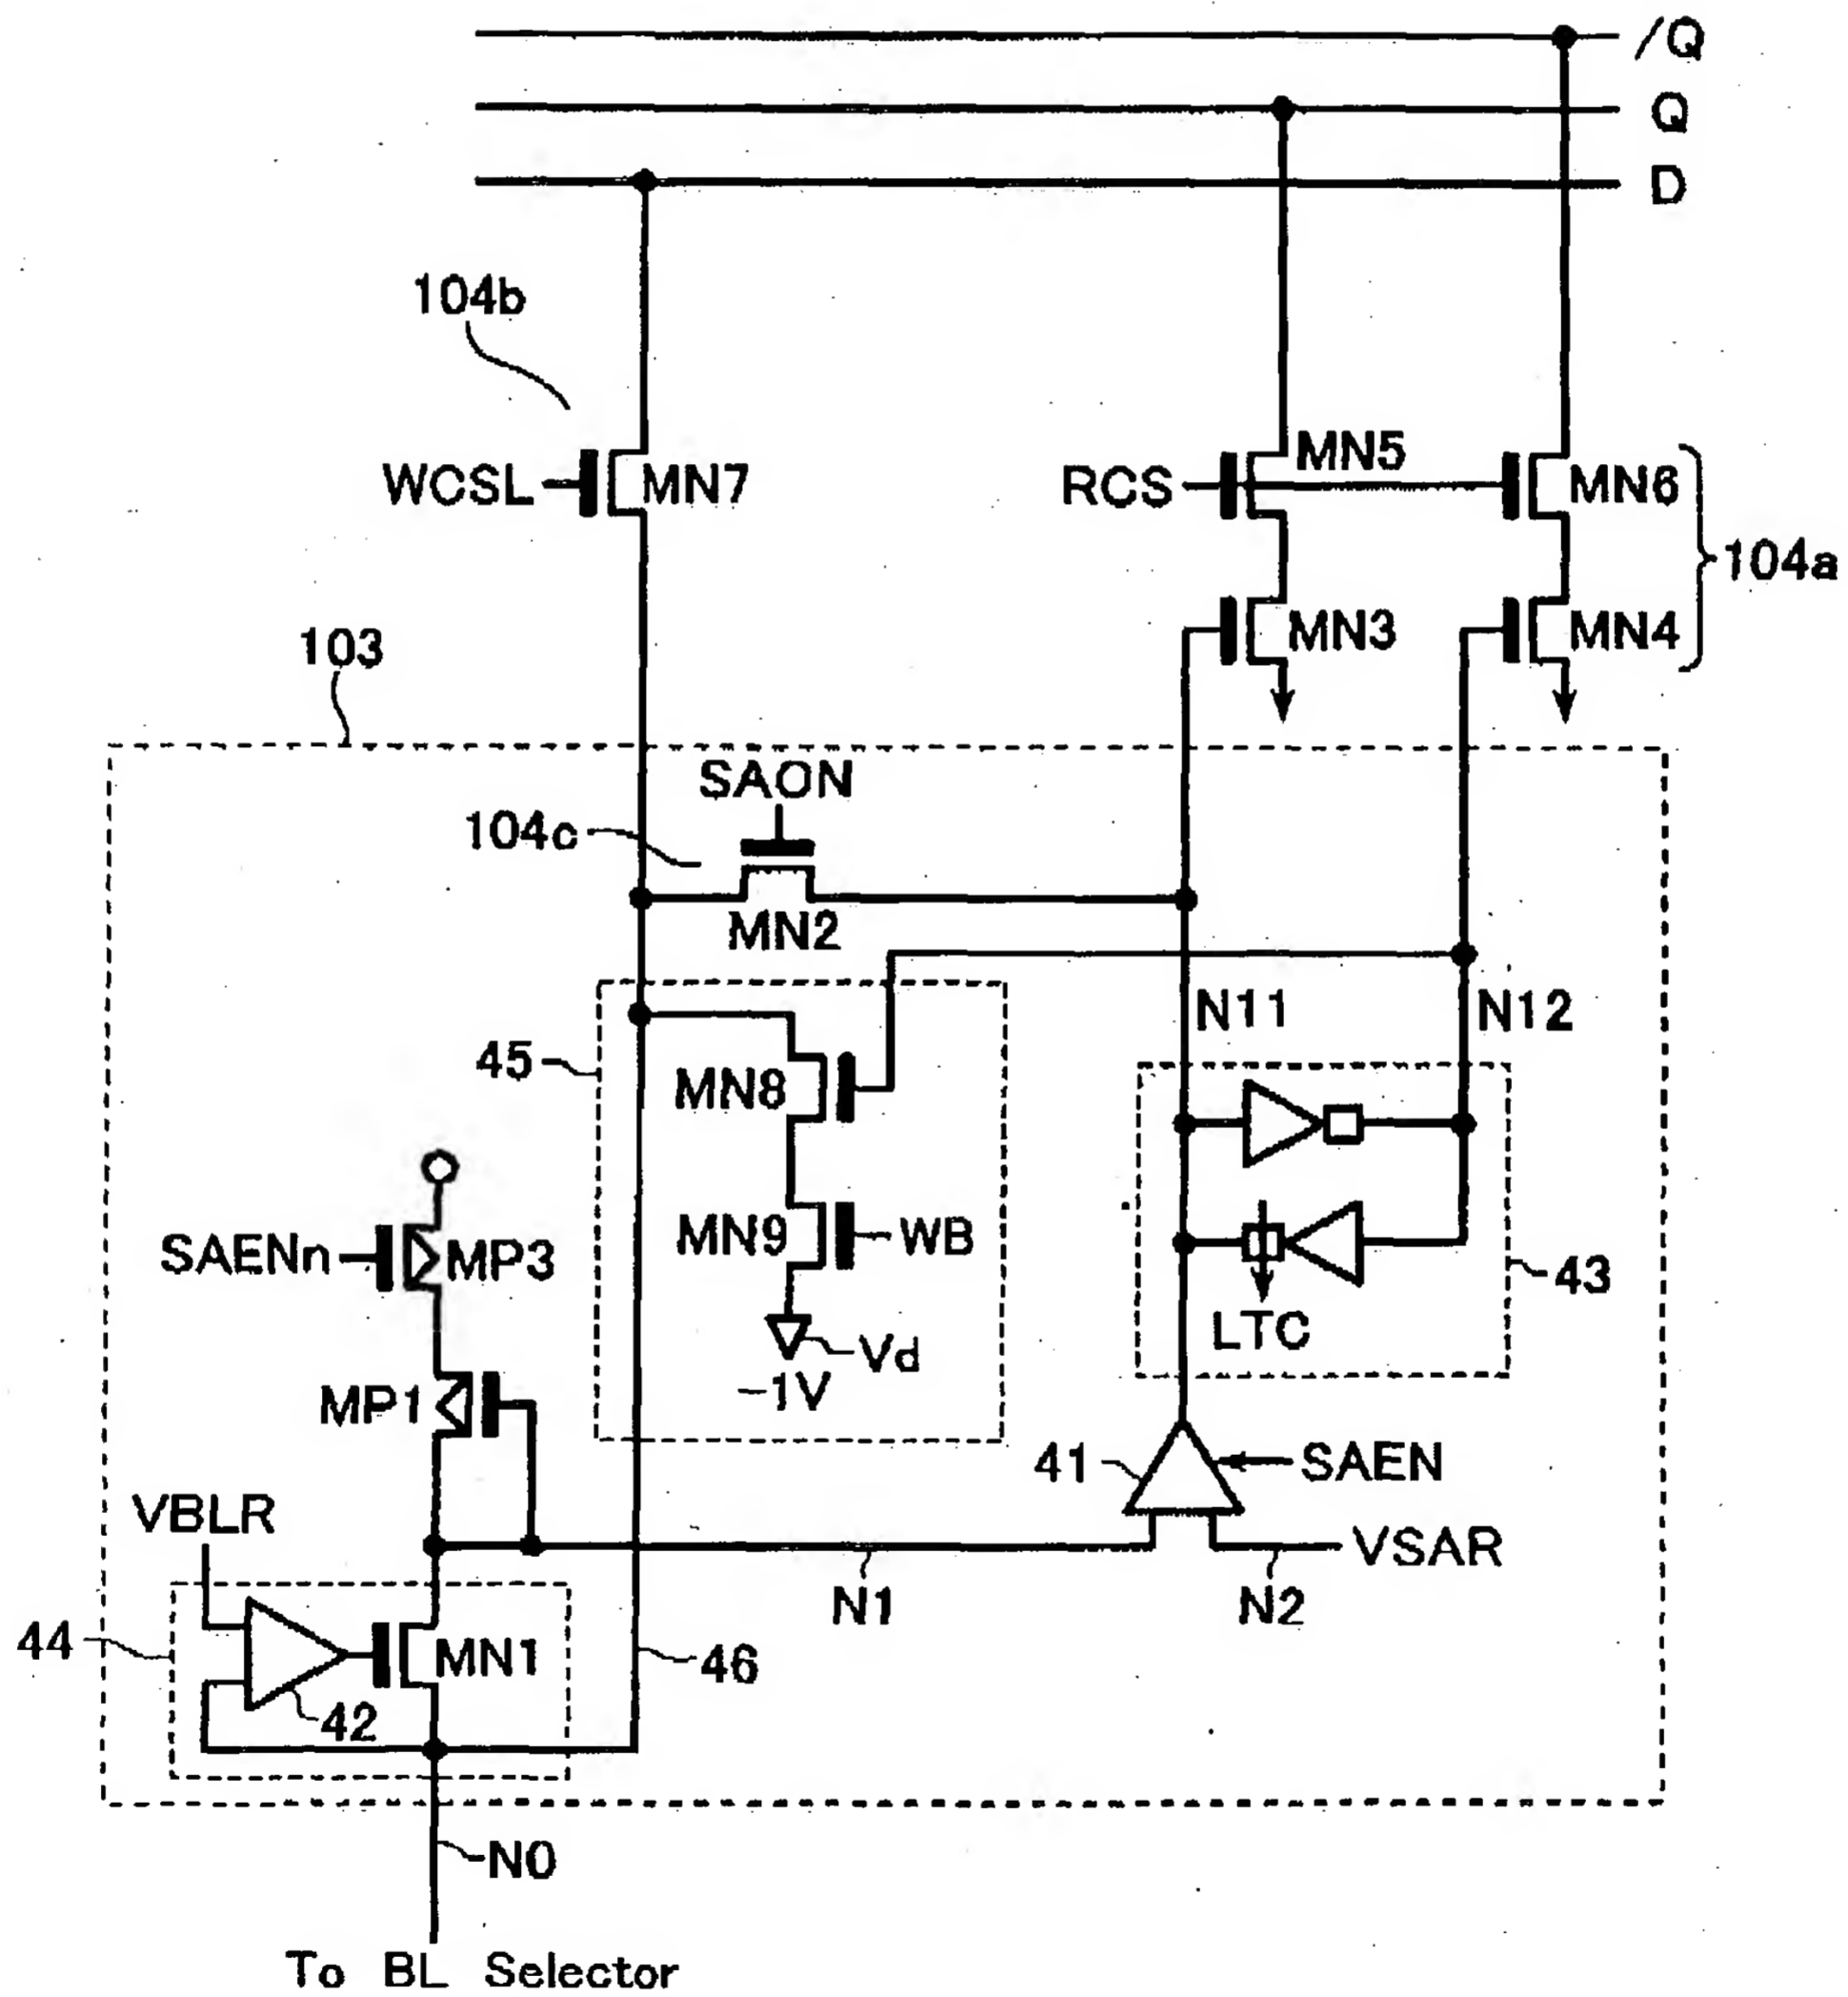 /Q
Q
D
104b
WCSL
MN7
RCS
MN5
MN6
104a
MN3
MN4
103
SAON
104c
MN2
N11
N12
45
MN8
SAENn
MP3
MN9
WB
43
LTC
Vd
-1V
MP1
41
SAEN
VBLR
VSAR
N1
N2
44
MN1
46
42
N0
To BL Selector